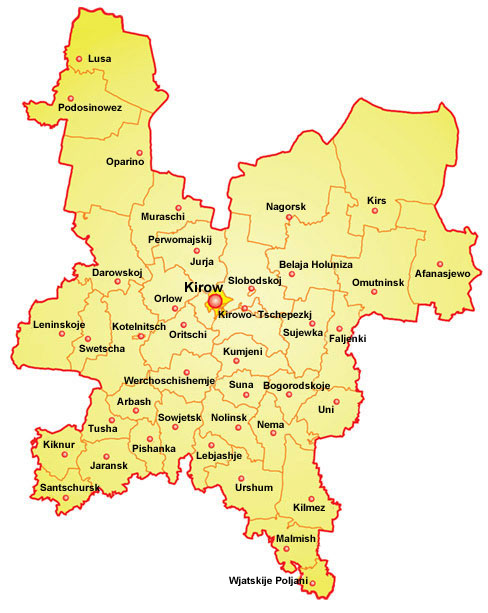 Lusa
Podosinowez
Oparino
Muraschi
Nagorsk
Kirs
Perwomajskij
Jurja
Belaja Holuniza
Afanasjewo
Darowskoj
Kirow
Slobodskoj
Omutninsk
Orlow
Kirowo- Tschepezkj
Leninskoje
Kotelnitsch
Oritschi
Sujewka
Faljenki
Swetscha
Kumjeni
Werchoschishemje
Suna
Bogorodskoje
Arbash
Uni
Tusha
Sowjetsk
Nolinsk
Nema
Kiknur
Pishanka
Lebjashje
Jaransk
Santschursk
Urshum
Kilmez
Malmish
Wjatskije Poljani